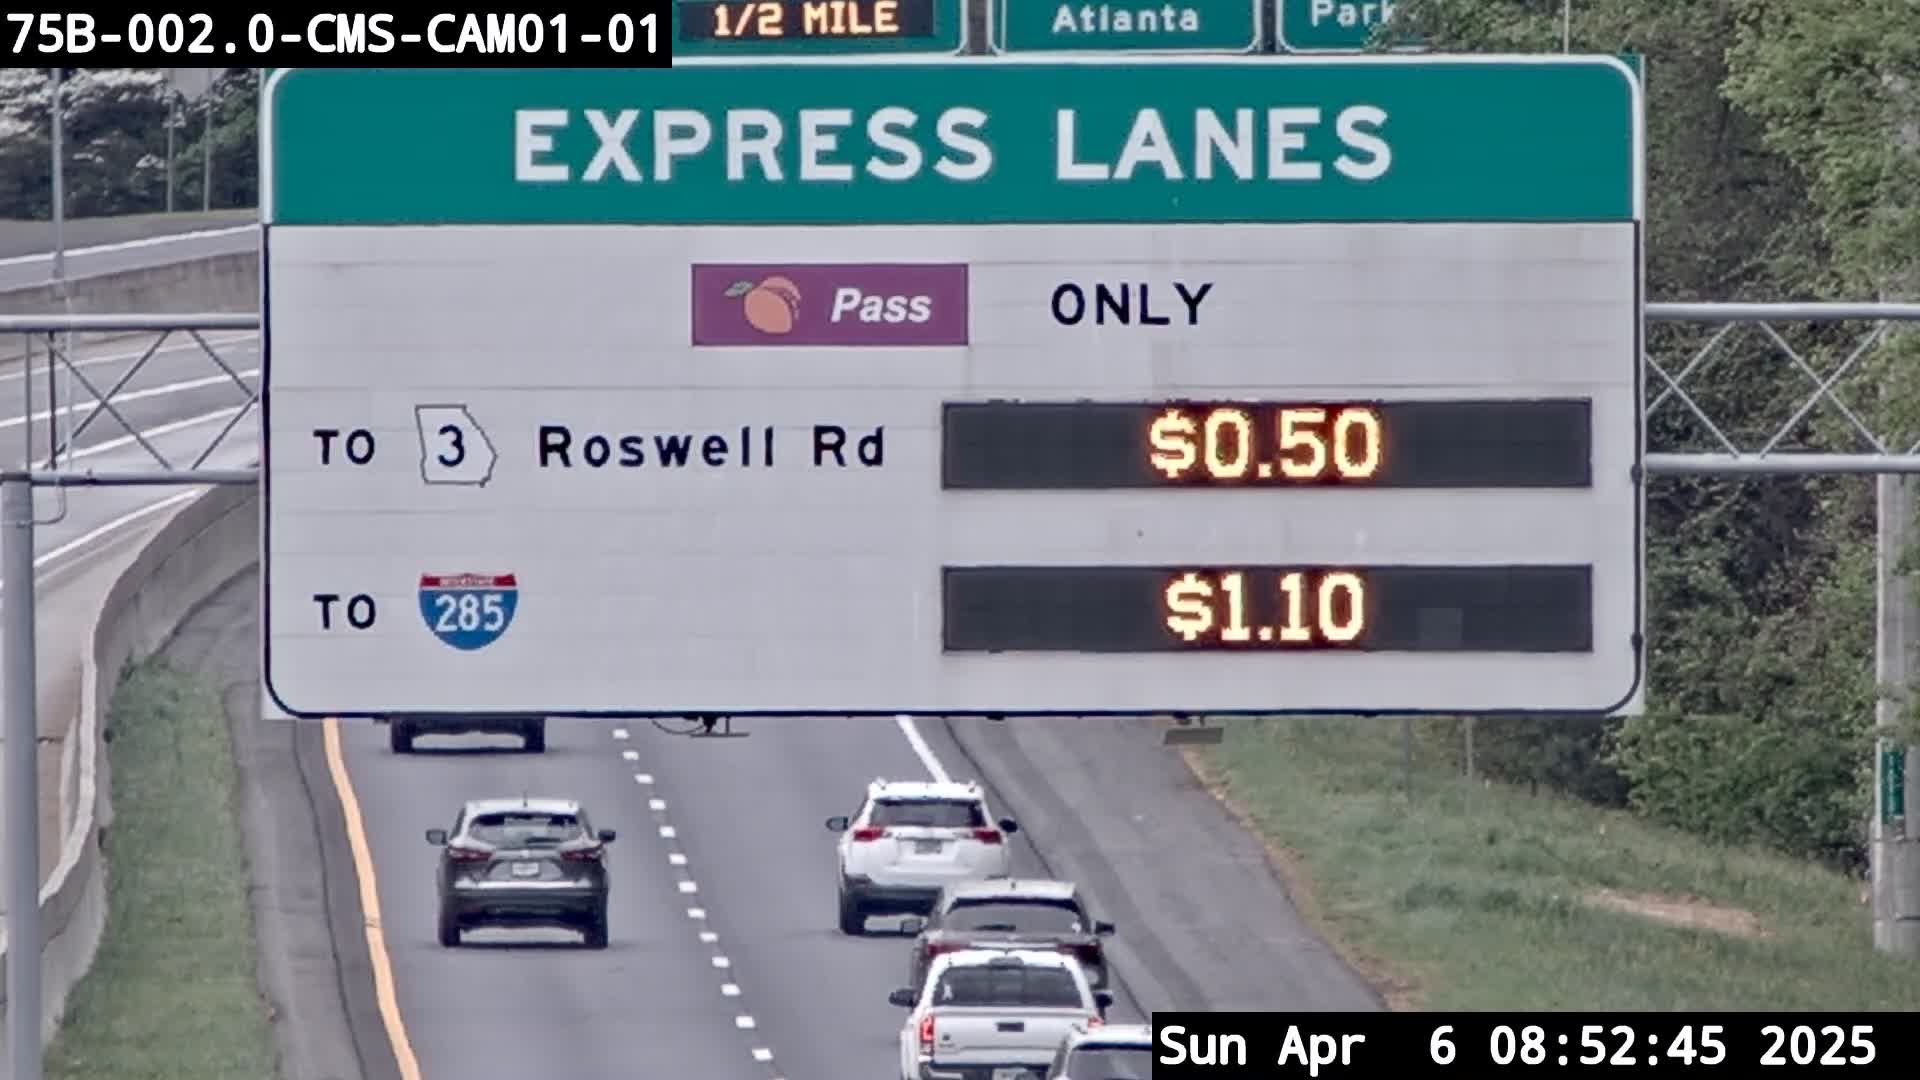 75B-002.0-CMS-CAM01-01
1/2 MILE
Atlanta
Park
EXPRESS LANES
Pass ONLY
TO 3 Roswell Rd $0.50
TO INTERSTATE 285 $1.10
Sun Apr 6 08:52:45 2025